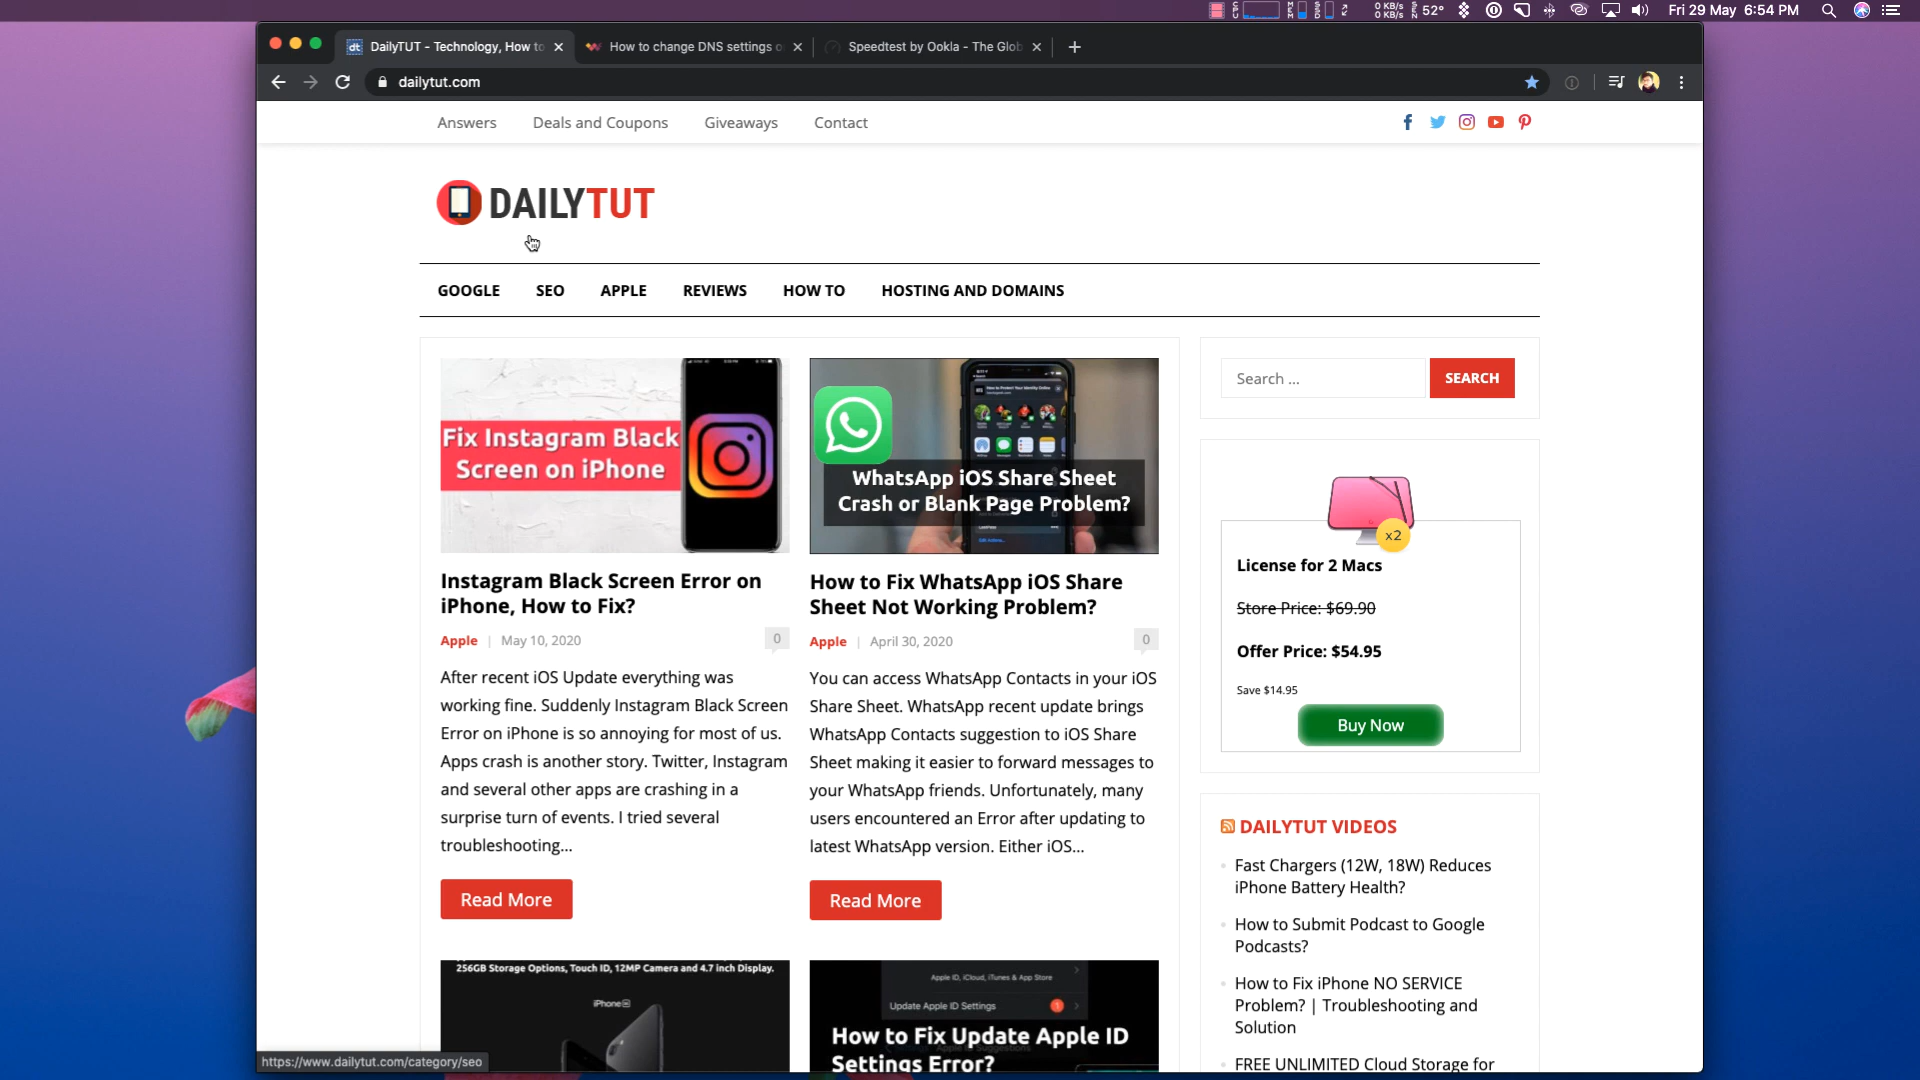 0 KB/s
0 KB/s
52°
Fri 29 May 6:54 PM
DailyTUT - Technology, How to
How to change DNS settings o
Speedtest by Ookla - The Glob
dailytut.com
Answers
Deals and Coupons
Giveaways
Contact
DAILYTUT
GOOGLE
SEO
APPLE
REVIEWS
HOW TO
HOSTING AND DOMAINS
Fix Instagram Black
Screen on iPhone
Instagram Black Screen Error on
iPhone, How to Fix?
Apple | May 10, 2020
0
After recent iOS Update everything was
working fine. Suddenly Instagram Black Screen
Error on iPhone is so annoying for most of us.
Apps crash is another story. Twitter, Instagram
and several other apps are crashing in a
surprise turn of events. I tried several
troubleshooting...
Read More
WhatsApp iOS Share Sheet
Crash or Blank Page Problem?
How to Fix WhatsApp iOS Share
Sheet Not Working Problem?
Apple | April 30, 2020
0
You can access WhatsApp Contacts in your iOS
Share Sheet. WhatsApp recent update brings
WhatsApp Contacts suggestion to iOS Share
Sheet making it easier to forward messages to
your WhatsApp friends. Unfortunately, many
users encountered an Error after updating to
latest WhatsApp version. Either iOS...
Read More
256GB Storage Options, Touch ID, 12MP Camera and 4.7 inch Display.
iPhone SE
Apple ID, iCloud, iTunes & App Store
Update Apple ID Settings
1
How to Fix Update Apple ID
Settings Error?
Search ...
SEARCH
x2
License for 2 Macs
Store Price: $69.90
Offer Price: $54.95
Save $14.95
Buy Now
DAILYTUT VIDEOS
Fast Chargers (12W, 18W) Reduces
iPhone Battery Health?
How to Submit Podcast to Google
Podcasts?
How to Fix iPhone NO SERVICE
Problem? | Troubleshooting and
Solution
FREE UNLIMITED Cloud Storage for
https://www.dailytut.com/category/seo